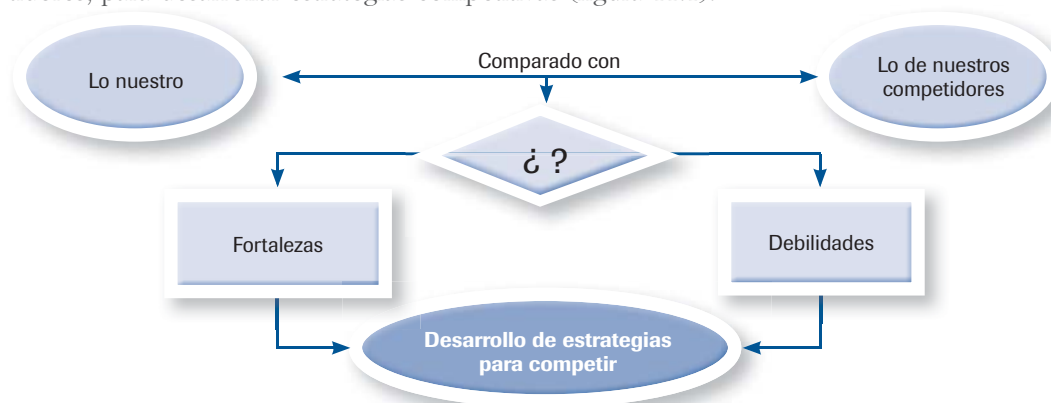 Comparado con
Lo nuestro
Lo de nuestros
competidores
¿ ?
Fortalezas
Debilidades
Desarrollo de estrategias
para competir